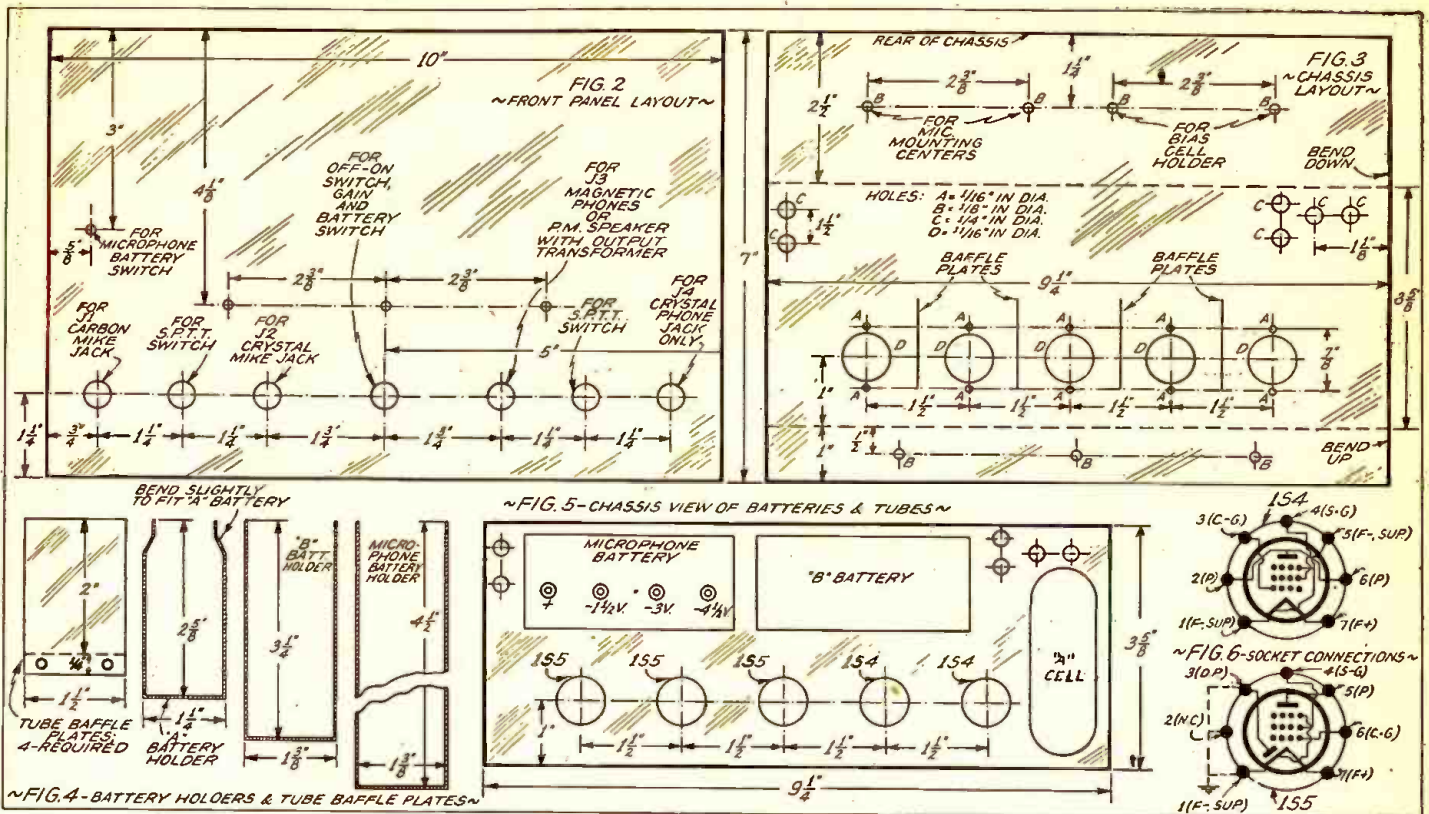 10"
FIG. 2
~FRONT PANEL LAYOUT~
3"
4 1/8"
5/8"
FOR
MICROPHONE
BATTERY
SWITCH
FOR
OFF-ON
SWITCH,
GAIN
AND
BATTERY
SWITCH
FOR
J3
MAGNETIC
PHONES
OR
P.M. SPEAKER
WITH OUTPUT
TRANSFORMER
7"
2 3/8"
2 3/8"
FOR
J1
CARBON
MIKE
JACK
FOR
S.P.T.T.
SWITCH
FOR
J2
CRYSTAL
MIKE JACK
FOR
S.P.T.T.
SWITCH
FOR
J4
CRYSTAL
PHONE
JACK
ONLY
5"
1 1/4"
3/4"
1 1/4"
1 1/4"
1 3/4"
1 3/4"
1 1/4"
1 1/4"
REAR OF CHASSIS
FIG. 3
~CHASSIS
LAYOUT~
1 1/4"
2 1/2"
2 3/8"
2 3/8"
B
B
B
B
FOR
MIC.
MOUNTING
CENTERS
FOR
BIAS
CELL
HOLDER
BEND
DOWN
HOLES: A = 1/16" IN DIA.
B = 1/8" IN DIA.
C = 1/4" IN DIA.
D = 11/16" IN DIA.
C
C
1 1/2"
C
C
C
C
1 1/8"
BAFFLE
PLATES
BAFFLE
PLATES
9 1/4"
8 5/8"
A
A
A
A
A
D
D
D
D
D
7/8"
1"
A
A
A
A
A
1 1/2"
1 1/2"
1 1/2"
1 1/2"
1/2"
1"
B
B
B
BEND
UP
BEND SLIGHTLY
TO FIT "A" BATTERY
2"
1/4"
1 1/2"
TUBE BAFFLE
PLATES;
4-REQUIRED
2 5/8"
1 1/4"
"A"
BATTERY
HOLDER
"B"
BATT.
HOLDER
3 1/4"
1 3/8"
MICRO-
PHONE
BATTERY
HOLDER
4 1/2"
1 3/8"
~FIG. 4-BATTERY HOLDERS & TUBE BAFFLE PLATES~
~FIG. 5-CHASSIS VIEW OF BATTERIES & TUBES~
MICROPHONE
BATTERY
+
-1 1/2 V.
-3V.
-4 1/2 V
"B" BATTERY
"A"
CELL
1S5
1S5
1S5
1S4
1S4
1"
1 1/2"
1 1/2"
1 1/2"
1 1/2"
9 1/4"
3 5/8"
1S4
4(S-G)
3(C-G)
5(F-, SUP)
2(P)
6(P)
1(F-, SUP)
7(F+)
~FIG. 6-SOCKET CONNECTIONS~
4(S-G)
3(D.P)
5(P)
2(N.C)
6(C-G)
7(F+)
1(F-, SUP)
1S5